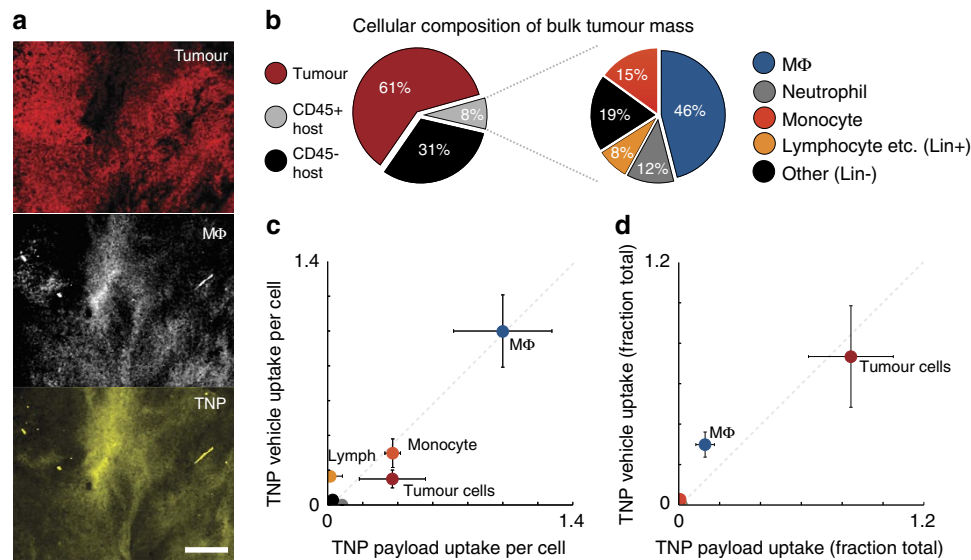 a
Tumour
MΦ
TNP
b
Cellular composition of bulk tumour mass
Tumour
CD45+
host
CD45-
host
61%
8%
31%
15%
46%
19%
8%
12%
MΦ
Neutrophil
Monocyte
Lymphocyte etc. (Lin+)
Other (Lin-)
c
TNP vehicle uptake per cell
1.4
MΦ
Lymph
Monocyte
Tumour cells
0
0
1.4
TNP payload uptake per cell
d
TNP vehicle uptake (fraction total)
1.2
Tumour cells
MΦ
0
0
1.2
TNP payload uptake (fraction total)